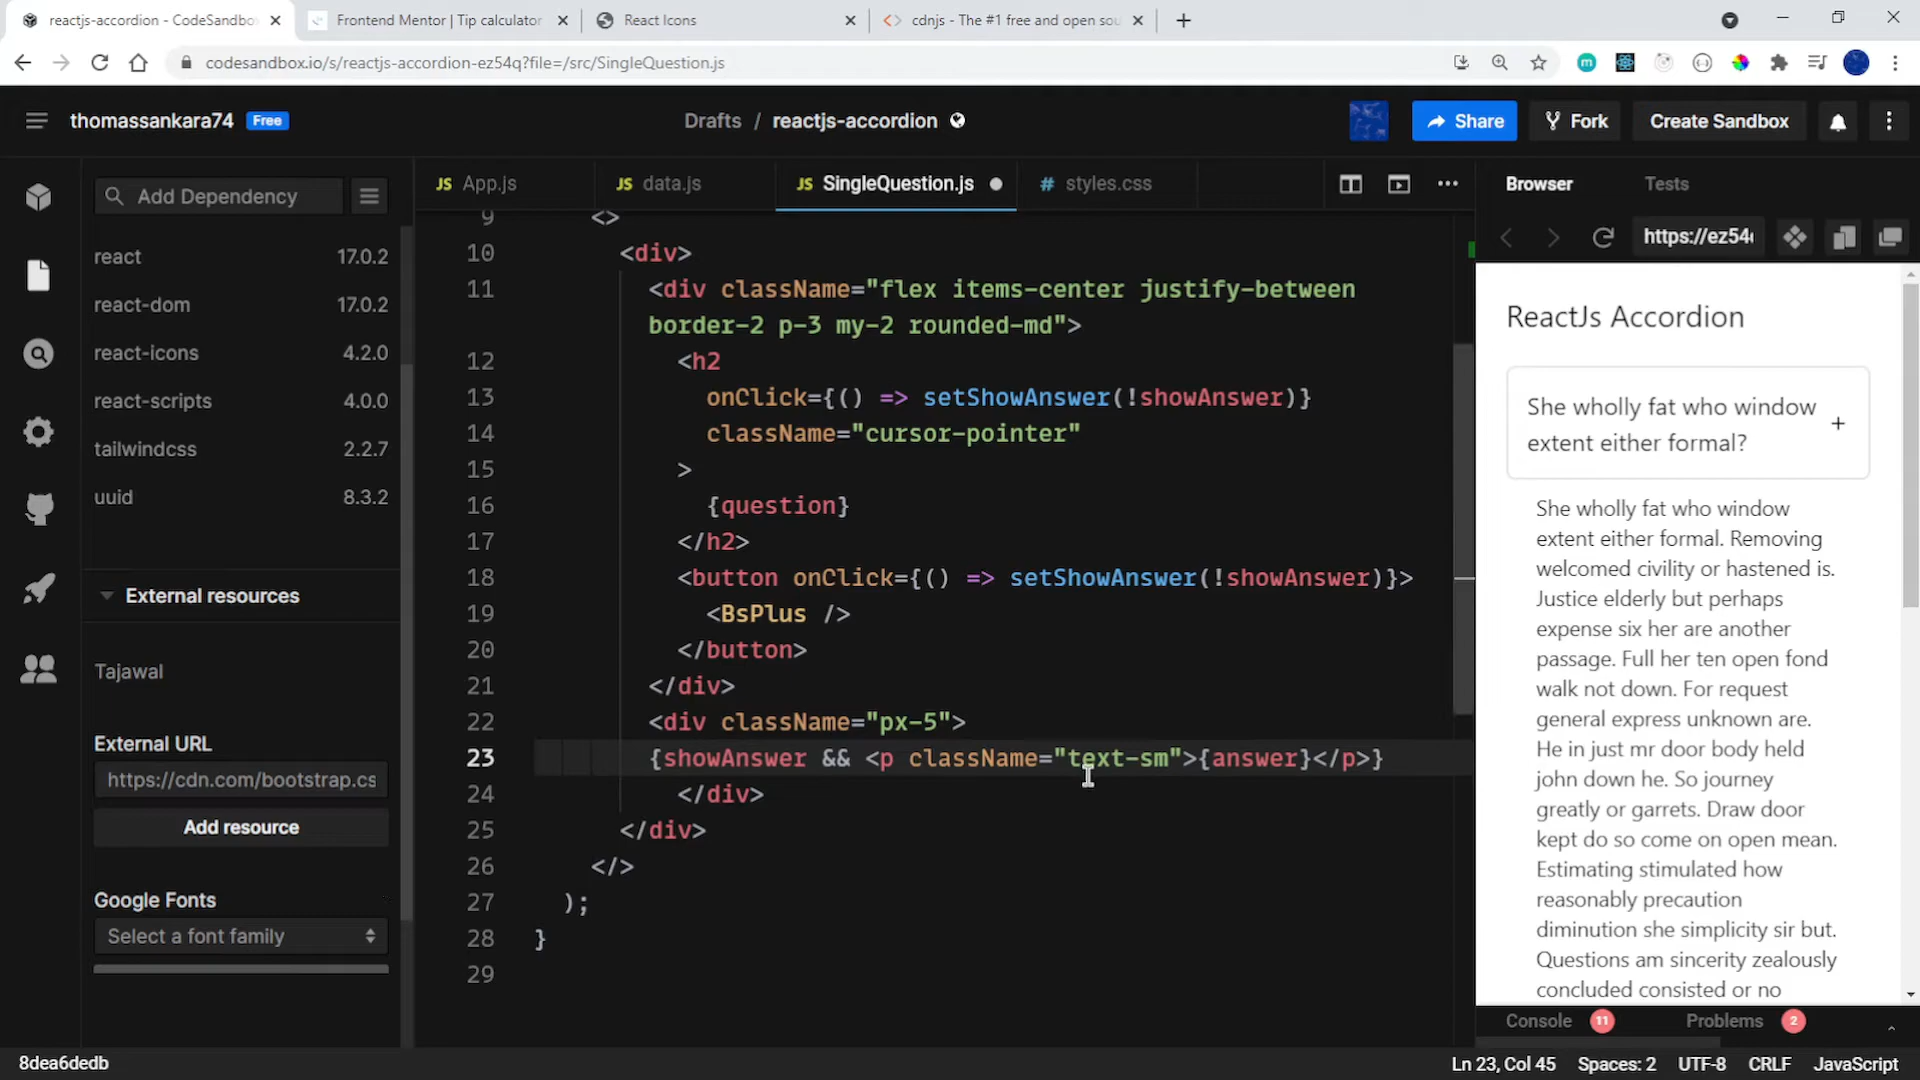 reactjs-accordion - CodeSandbo
Frontend Mentor | Tip calculator
React Icons
cdnjs - The #1 free and open sou
codesandbox.io/s/reactjs-accordion-ez54q?file=/src/SingleQuestion.js
m
thomassankara74 Free
Drafts / reactjs-accordion
Share
Fork
Create Sandbox
Add Dependency
react 17.0.2
react-dom 17.0.2
react-icons 4.2.0
react-scripts 4.0.0
tailwindcss 2.2.7
uuid 8.3.2
External resources
Tajawal
External URL
https://cdn.com/bootstrap.cs
Add resource
Google Fonts
Select a font family
JS App.js
JS data.js
JS SingleQuestion.js
# styles.css
9 <>
10 <div>
11 <div className="flex items-center justify-between
border-2 p-3 my-2 rounded-md">
12 <h2
13 onClick={() => setShowAnswer(!showAnswer)}
14 className="cursor-pointer"
15 >
16 {question}
17 </h2>
18 <button onClick={() => setShowAnswer(!showAnswer)}>
19 <BsPlus />
20 </button>
21 </div>
22 <div className="px-5">
23 {showAnswer && <p className="text-sm">{answer}</p>}
24 </div>
25 </div>
26 </>
27 );
28 }
29
Browser
Tests
https://ez54
ReactJs Accordion
She wholly fat who window
extent either formal?
+
She wholly fat who window
extent either formal. Removing
welcomed civility or hastened is.
Justice elderly but perhaps
expense six her are another
passage. Full her ten open fond
walk not down. For request
general express unknown are.
He in just mr door body held
john down he. So journey
greatly or garrets. Draw door
kept do so come on open mean.
Estimating stimulated how
reasonably precaution
diminution she simplicity sir but.
Questions am sincerity zealously
concluded consisted or no
Console 11
Problems 2
8dea6dedb
Ln 23, Col 45
Spaces: 2
UTF-8
CRLF
JavaScript